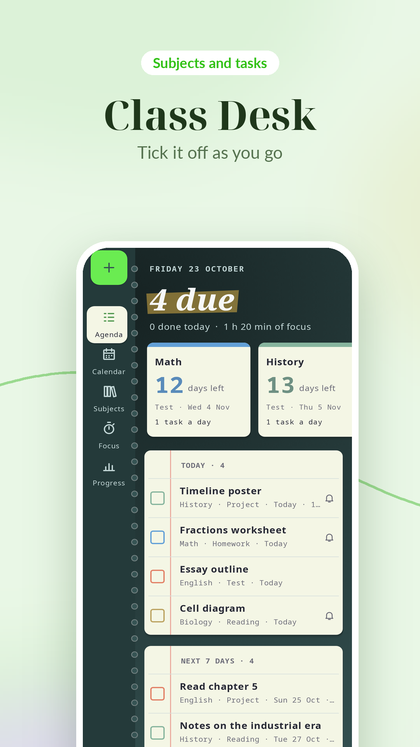 Subjects and tasks
Class Desk
Tick it off as you go
FRIDAY 23 OCTOBER
4 due
0 done today · 1 h 20 min of focus
Agenda
Calendar
Subjects
Focus
Progress
Math
12 days left
Test · Wed 4 Nov
1 task a day
History
13 days left
Test · Thu 5 Nov
1 task a day
TODAY · 4
Timeline poster
History · Project · Today · 1…
Fractions worksheet
Math · Homework · Today
Essay outline
English · Test · Today
Cell diagram
Biology · Reading · Today
NEXT 7 DAYS · 4
Read chapter 5
English · Project · Sun 25 Oct ·…
Notes on the industrial era
History · Reading · Tue 27 Oct ·…